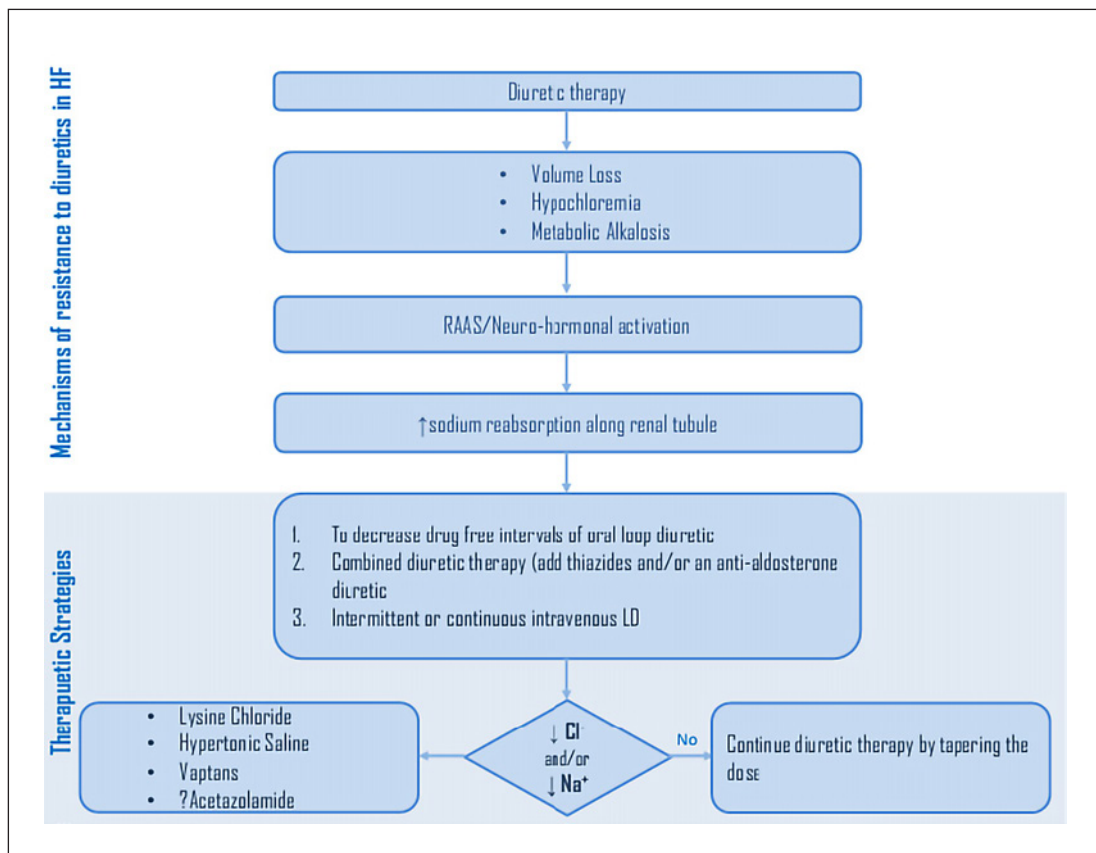 Mechanisms of resistance to diuretics in HF
Diuretic therapy
• Volume Loss
• Hypochloremia
• Metabolic Alkalosis
RAAS/Neuro-hormonal activation
↑sodium reabsorption along renal tubule
Therapuetic Strategies
1. To decrease drug free intervals of oral loop diuretic
2. Combined diuretic therapy (add thiazides and/or an anti-aldosterone
diuretic
3. Intermittent or continuous intravenous LD
• Lysine Chloride
• Hypertonic Saline
• Vaptans
• ?Acetazolamide
↓ Cl⁻
and/or
↓ Na⁺
No
Continue diuretic therapy by tapering the
dose